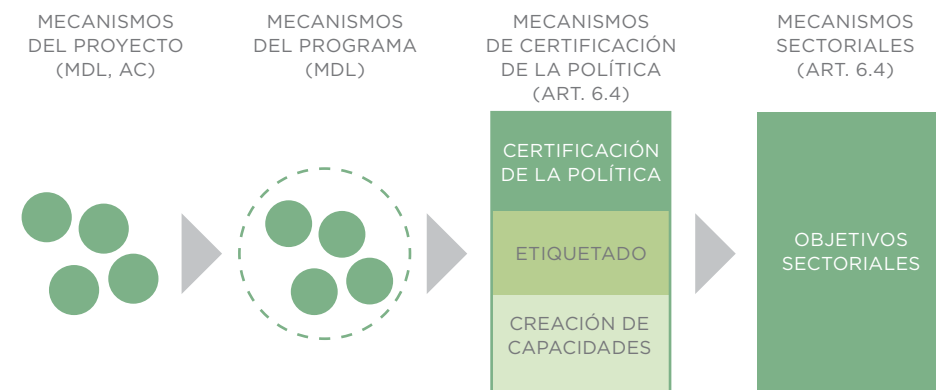 MECANISMOS
DEL PROYECTO
(MDL, AC)
MECANISMOS
DEL PROGRAMA
(MDL)
MECANISMOS
DE CERTIFICACIÓN
DE LA POLÍTICA
(ART. 6.4)
MECANISMOS
SECTORIALES
(ART. 6.4)
CERTIFICACIÓN
DE LA POLÍTICA
ETIQUETADO
CREACIÓN DE
CAPACIDADES
OBJETIVOS
SECTORIALES